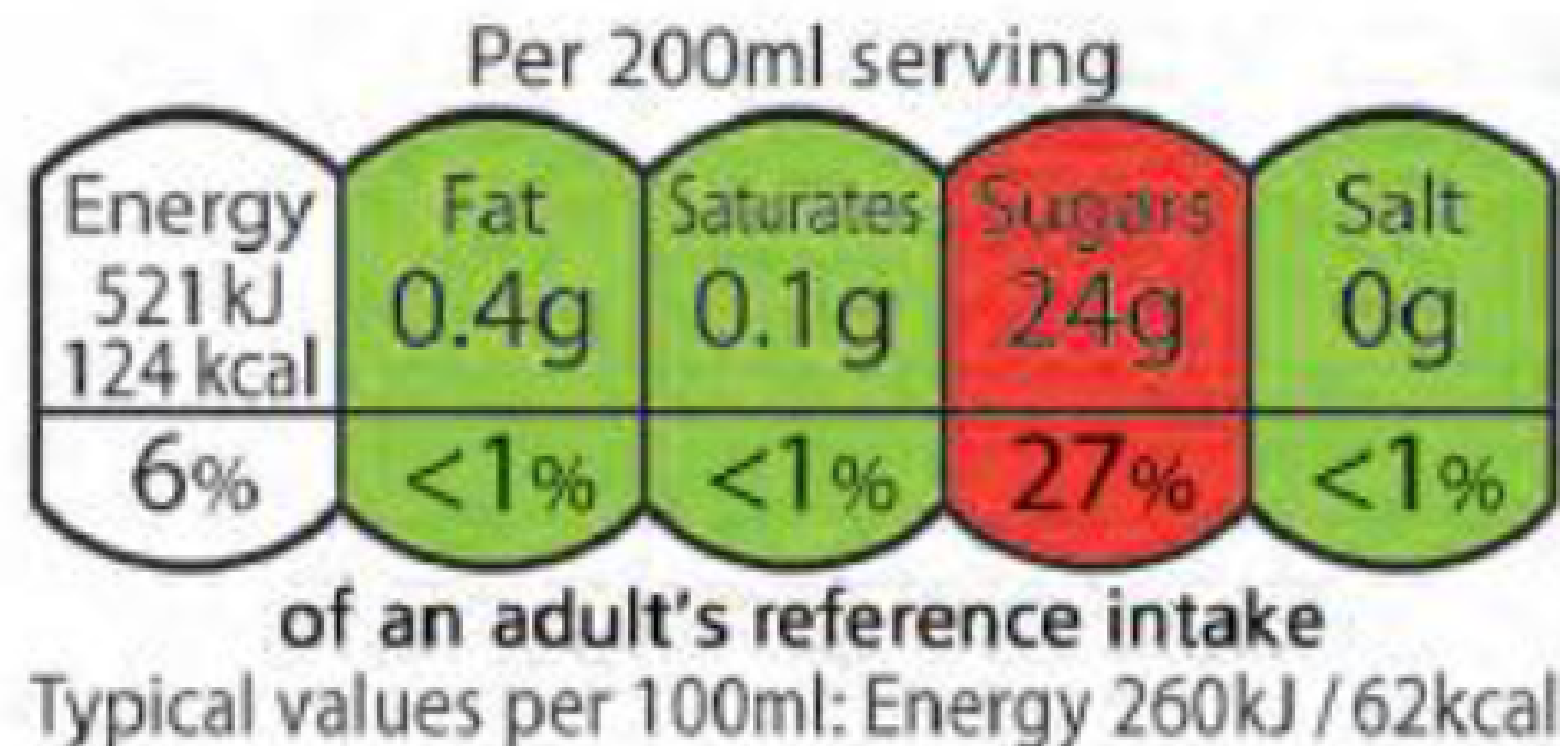 Per 200ml serving
Energy Fat Saturates Sugars Salt
521 kJ 0.4g 0.1g 24g 0g
124 kcal
6% <1% <1% 27% <1%
of an adult's reference intake
Typical values per 100ml: Energy 260kJ / 62kcal